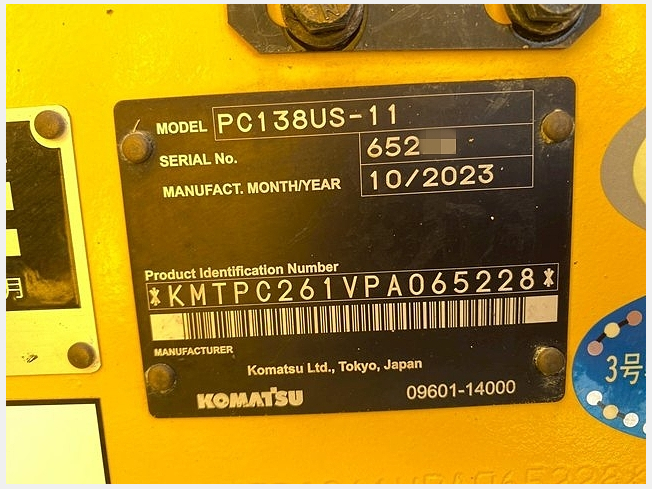 MODEL PC138US-11
SERIAL No. 652
MANUFACT. MONTH/YEAR 10/2023
Product Identification Number
*KMTPC261VPA065228*
MANUFACTURER
Komatsu Ltd., Tokyo, Japan
KOMATSU 09601-14000
月
3号